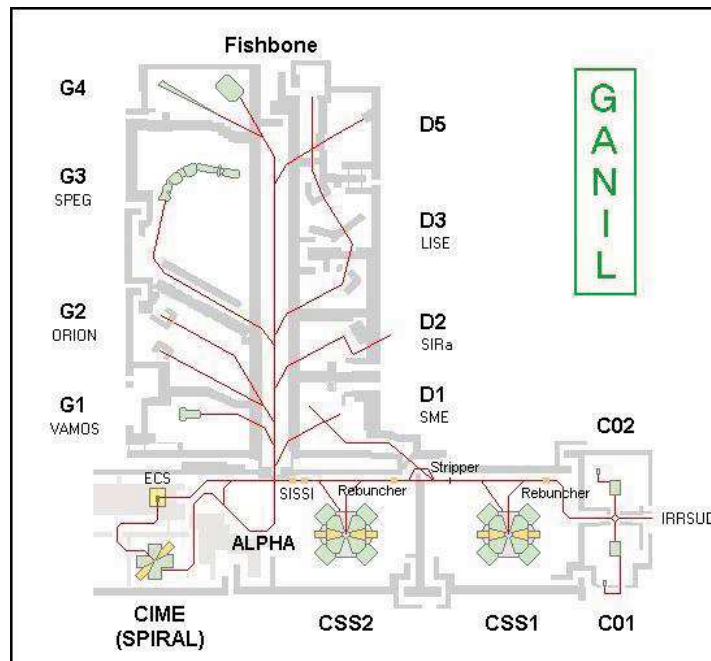 Fishbone
G4
D5
G3
SPEG
D3
LISE
G2
ORION
D2
SIRa
G1
VAMOS
D1
SME
C02
ECS
Stripper
SISSI
Rebuncher
Rebuncher
IRRSUD
ALPHA
CIME
(SPIRAL)
CSS2
CSS1
C01
GANIL